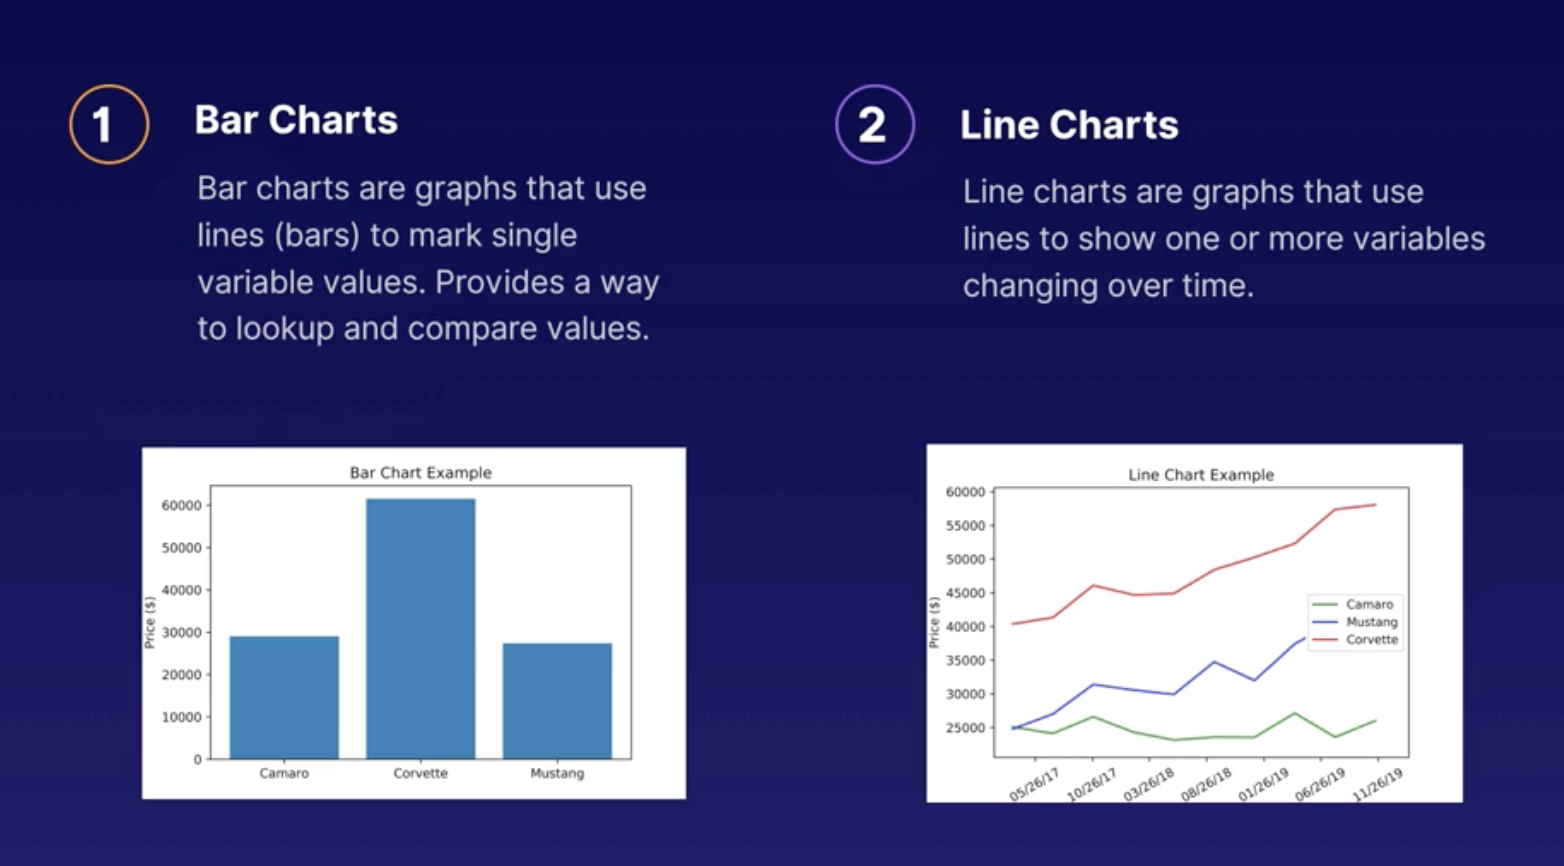 1
Bar Charts
Bar charts are graphs that use
lines (bars) to mark single
variable values. Provides a way
to lookup and compare values.
2
Line Charts
Line charts are graphs that use
lines to show one or more variables
changing over time.
Bar Chart Example
Price ($)
60000
50000
40000
30000
20000
10000
0
Camaro Corvette Mustang
Line Chart Example
Price ($)
60000
55000
50000
45000
40000
35000
30000
25000
Camaro
Mustang
Corvette
05/26/17 10/26/17 03/26/18 08/26/18 01/26/19 06/26/19 11/26/19